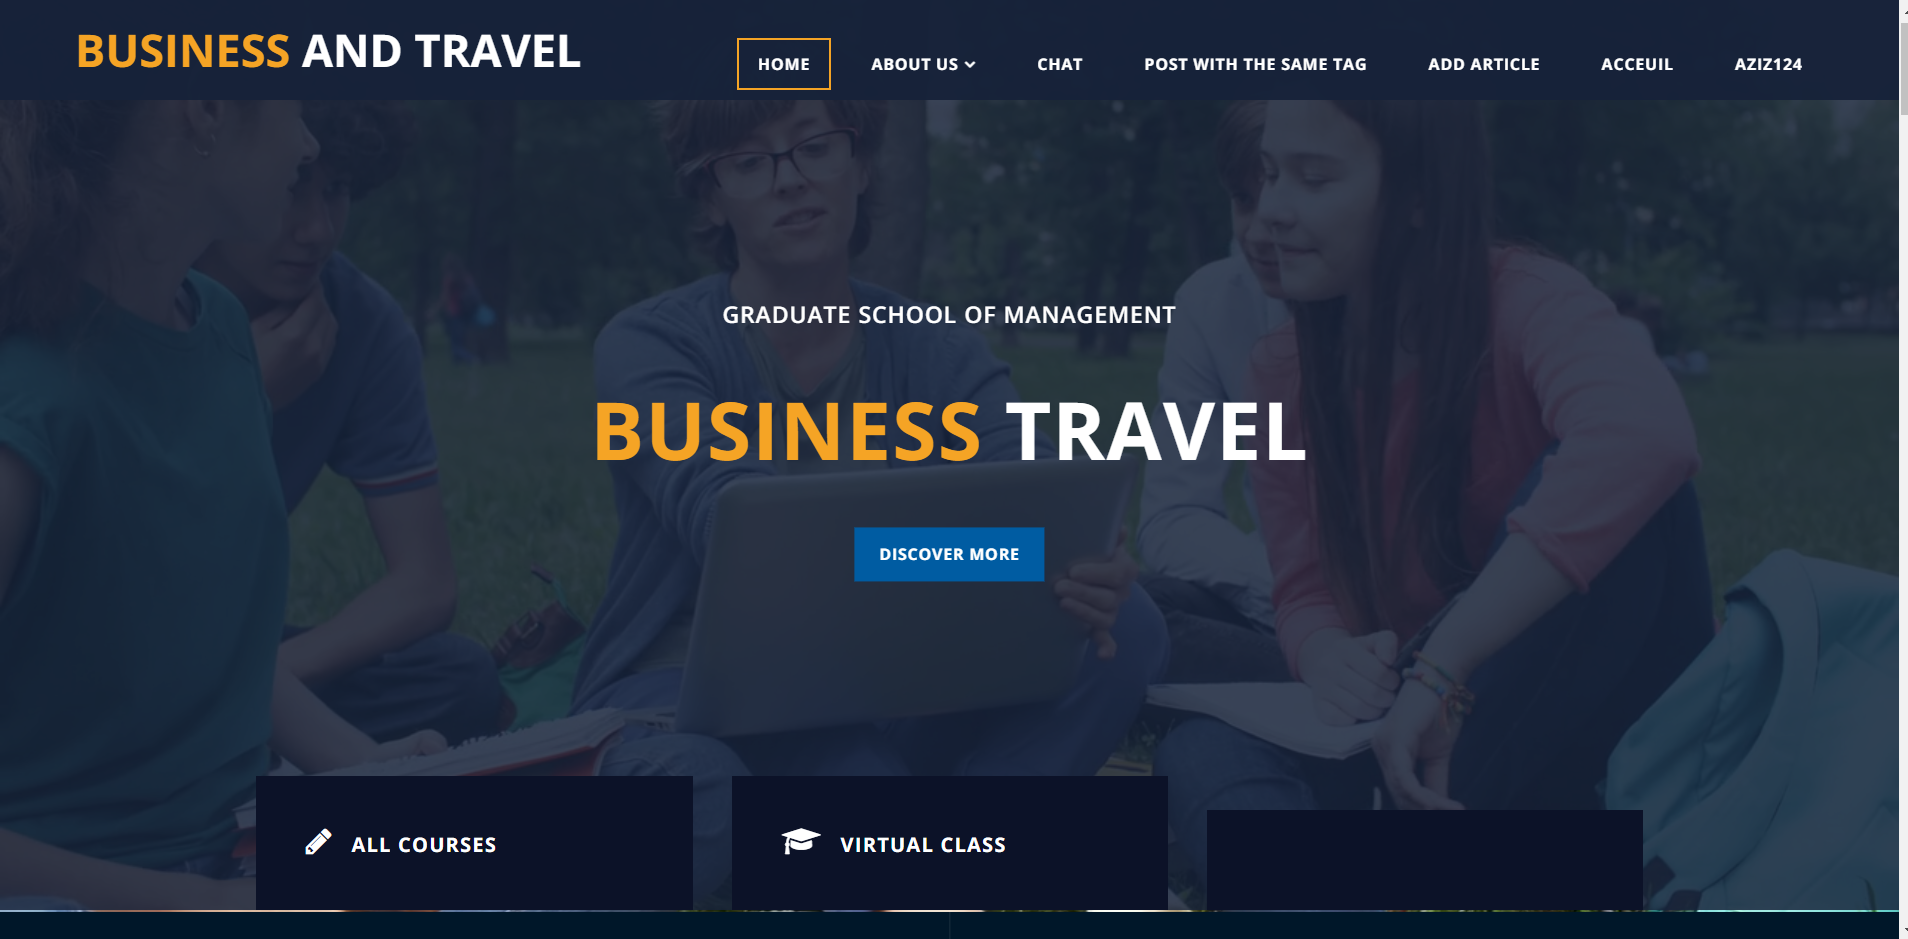 BUSINESS AND TRAVEL
HOME
ABOUT US
CHAT
POST WITH THE SAME TAG
ADD ARTICLE
ACCEUIL
AZIZ124
GRADUATE SCHOOL OF MANAGEMENT
BUSINESS TRAVEL
DISCOVER MORE
ALL COURSES
VIRTUAL CLASS